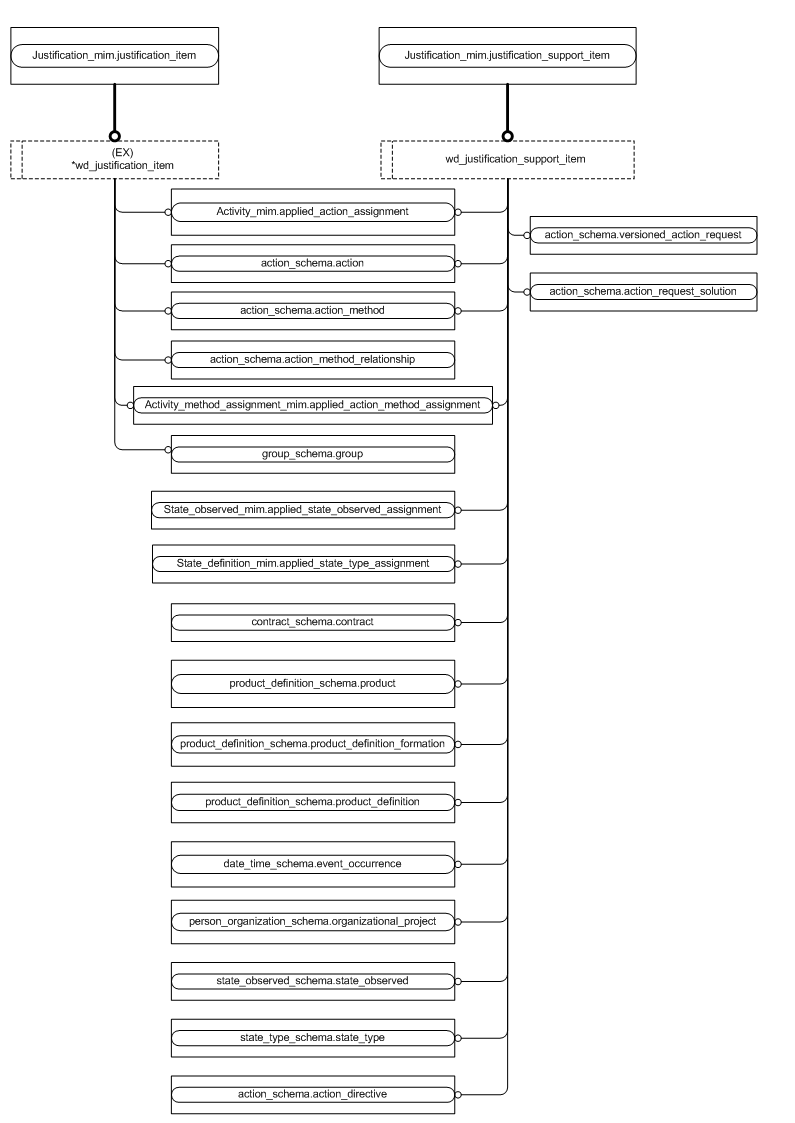 Justification_mim.justification_item
Justification_mim.justification_support_item
(EX)
*wd_justification_item
wd_justification_support_item
Activity_mim.applied_action_assignment
action_schema.versioned_action_request
action_schema.action
action_schema.action_request_solution
action_schema.action_method
action_schema.action_method_relationship
Activity_method_assignment_mim.applied_action_method_assignment
group_schema.group
State_observed_mim.applied_state_observed_assignment
State_definition_mim.applied_state_type_assignment
contract_schema.contract
product_definition_schema.product
product_definition_schema.product_definition_formation
product_definition_schema.product_definition
date_time_schema.event_occurrence
person_organization_schema.organizational_project
state_observed_schema.state_observed
state_type_schema.state_type
action_schema.action_directive